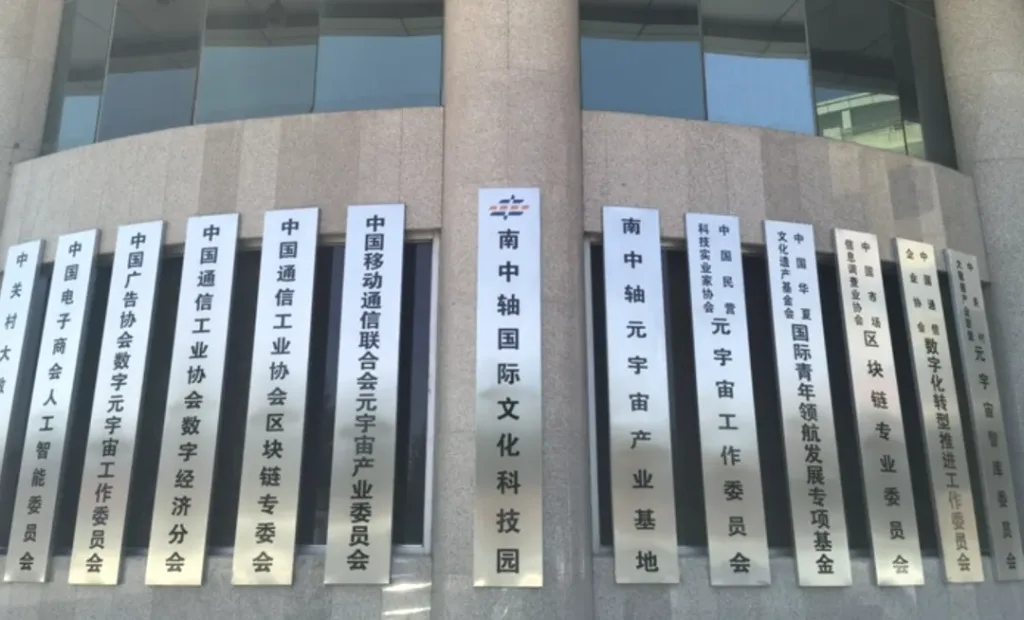 中关村大数
中国电子商会人工智能委员会
中国广告协会数字元宇宙工作委员会
中国通信工业协会数字经济分会
中国通信工业协会区块链专委会
中国移动通信联合会元宇宙产业委员会
南中轴国际文化科技园
南中轴元宇宙产业基地
中国民营科技实业家协会元宇宙工作委员会
中国华夏文化遗产基金会国际青年领航发展专项基金
中国市场信息调查业协会区块链专业委员会
中国通信企业协会数字化转型推进工作委员会
元宇宙智库委员会